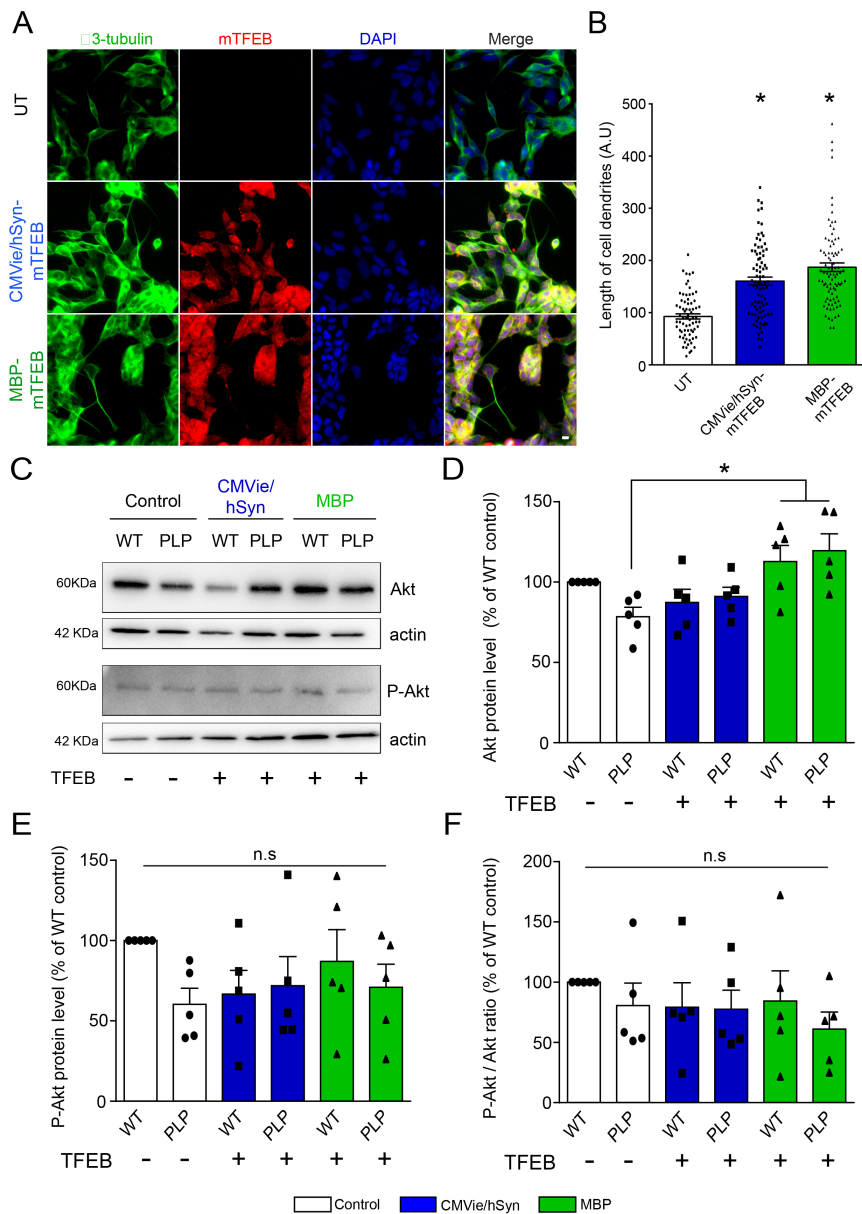 A
□3-tubulin mTFEB DAPI Merge
UT
CMVie/hSyn-
mTFEB
MBP-
mTFEB
B
Length of cell dendrites (A.U)
500
400
300
200
100
0
* *
UT
CMVie/hSyn-
mTFEB
MBP-
mTFEB
C
Control CMVie/
hSyn MBP
WT PLP WT PLP WT PLP
60KDa Akt
42 KDa actin
60KDa P-Akt
42 KDa actin
TFEB - - + + + +
D
Akt protein level (% of WT control)
150
100
50
0
*
WT PLP WT PLP WT PLP
TFEB - - + + + +
E
P-Akt protein level (% of WT control)
150
100
50
0
n.s
WT PLP WT PLP WT PLP
TFEB - - + + + +
F
P-Akt / Akt ratio (% of WT control)
200
150
100
50
0
n.s
WT PLP WT PLP WT PLP
TFEB - - + + + +
Control CMVie/hSyn MBP